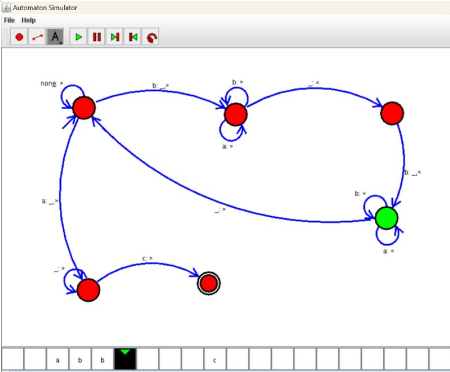 Automaton Simulator
File Help
A
none: >
b: _,>
b: >
a: >
_: <
b: _,<
b: <
a: <
_: >
a: _,>
_: >
c: >
a b b c